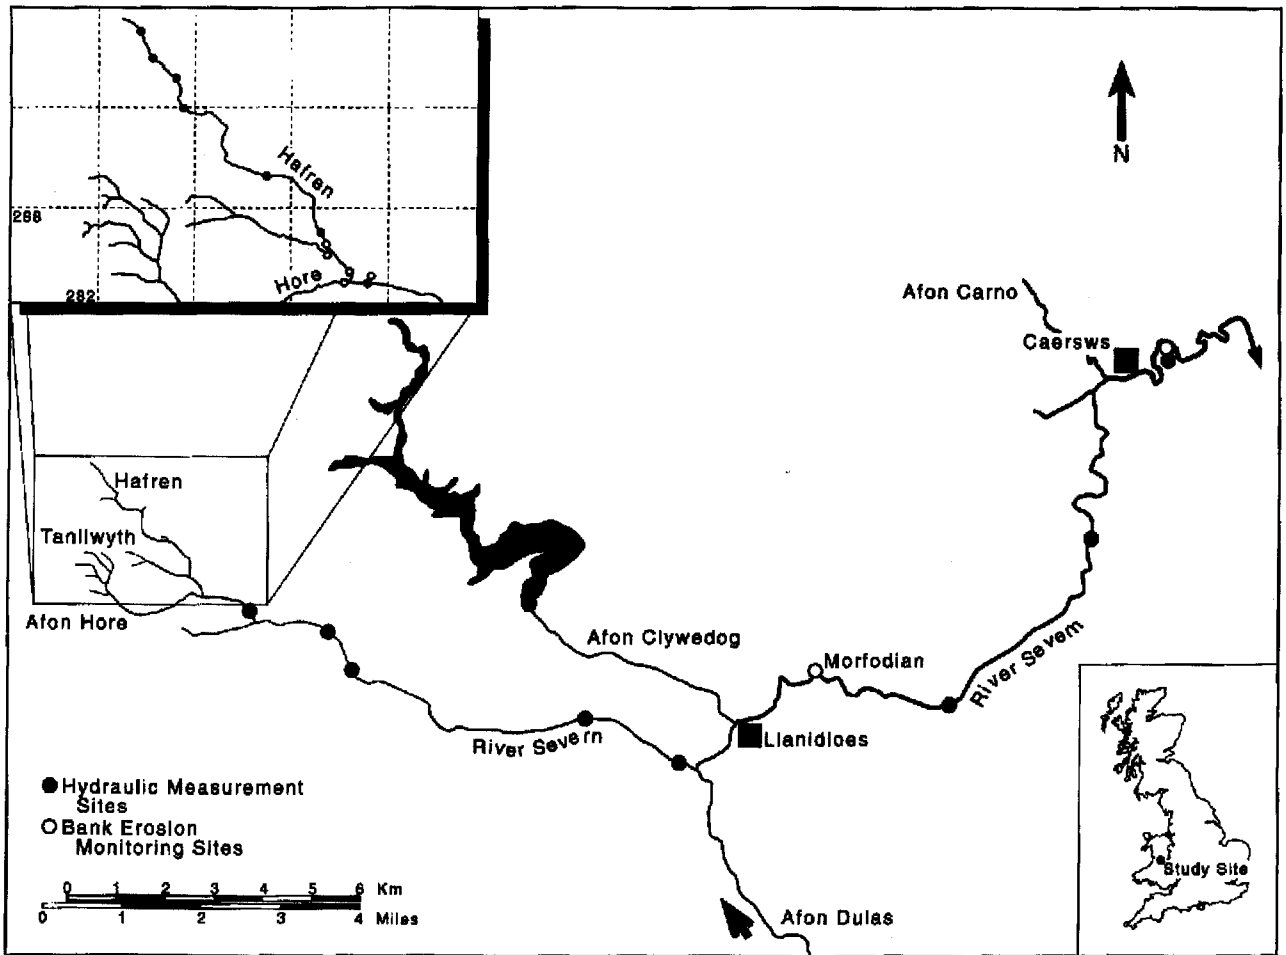 Hafren
288
Hore
282
N
Afon Carno
Caersws
Hafren
Tanllwyth
Afon Hore
Afon Clywedog
Morfodian
River Severn
River Severn
Llanidloes
Hydraulic Measurement
Sites
Bank Erosion
Monitoring Sites
0 1 2 3 4 5 6 Km
0 1 2 3 4 Miles
Afon Dulas
Study Site